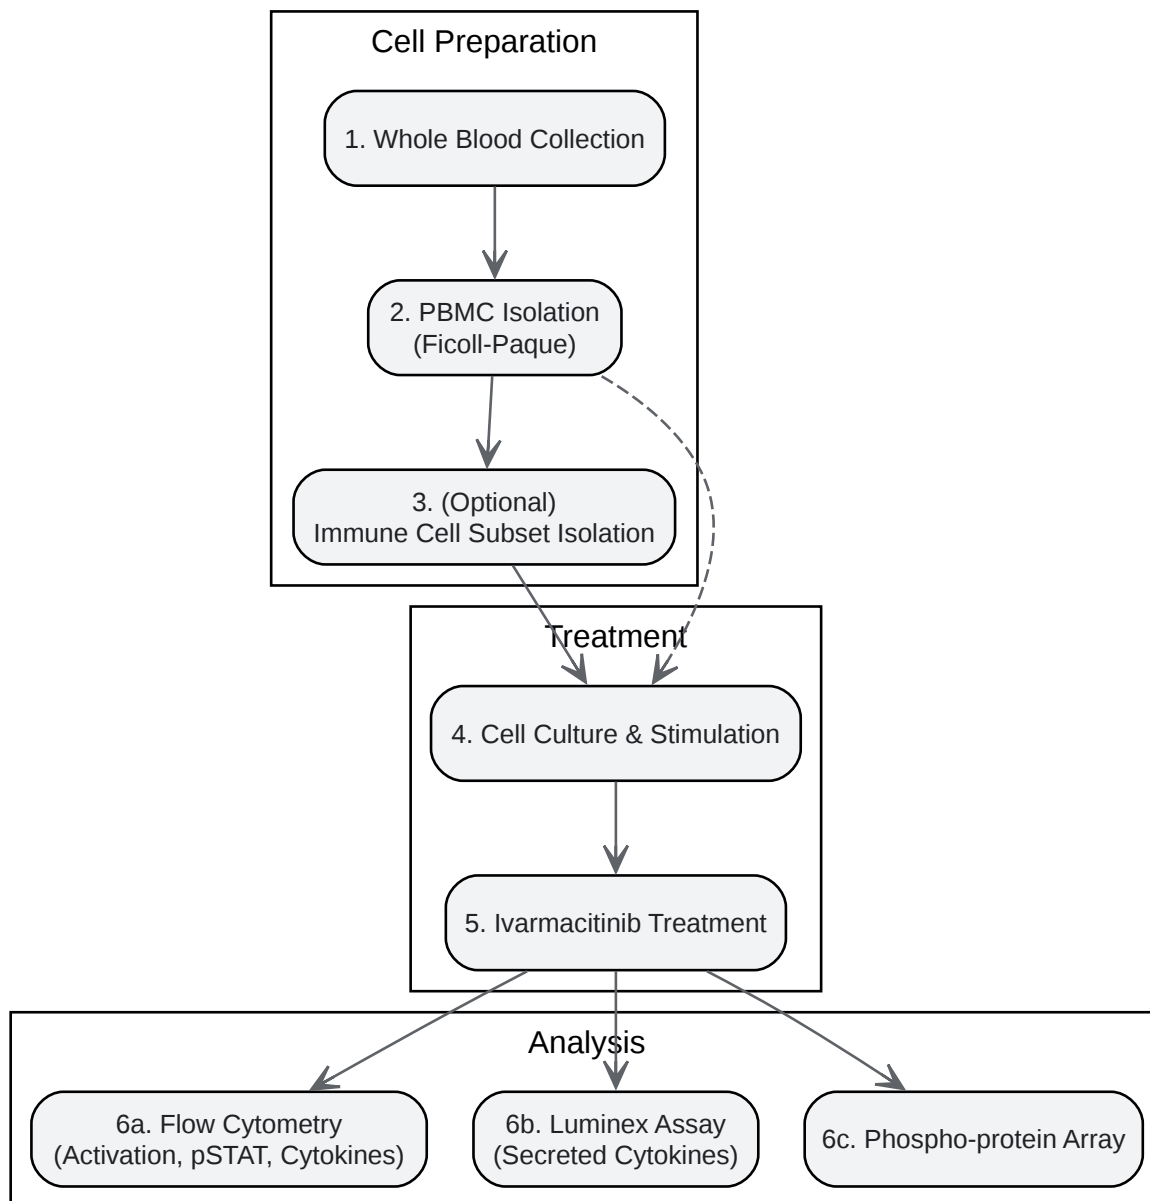 Cell Preparation
1. Whole Blood Collection
2. PBMC Isolation
(Ficoll-Paque)
3. (Optional)
Immune Cell Subset Isolation
Treatment
4. Cell Culture & Stimulation
5. Ivarmacitinib Treatment
Analysis
6a. Flow Cytometry
(Activation, pSTAT, Cytokines)
6b. Luminex Assay
(Secreted Cytokines)
6c. Phospho-protein Array